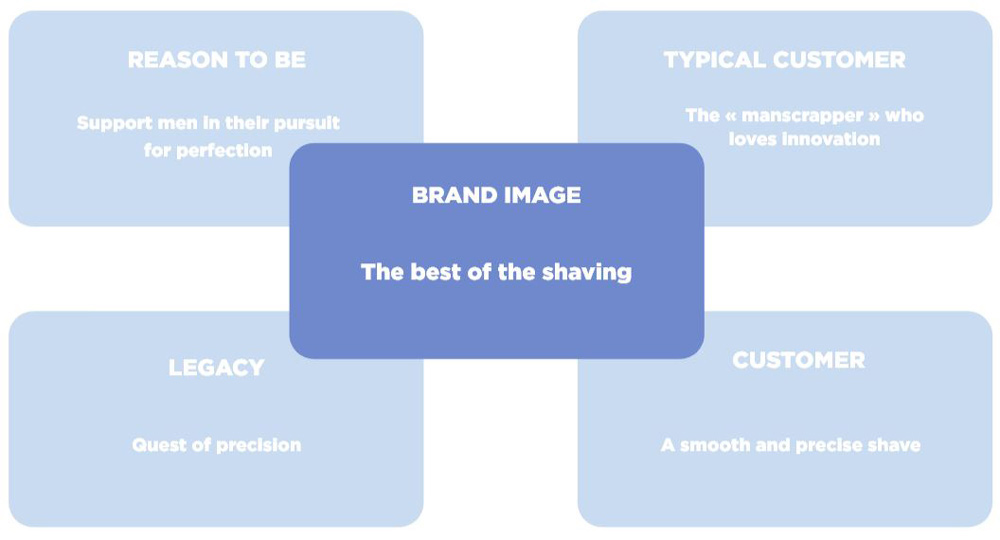 REASON TO BE
Support men in their pursuit
for perfection
TYPICAL CUSTOMER
The « manscrapper » who
loves innovation
BRAND IMAGE
The best of the shaving
LEGACY
Quest of precision
CUSTOMER
A smooth and precise shave